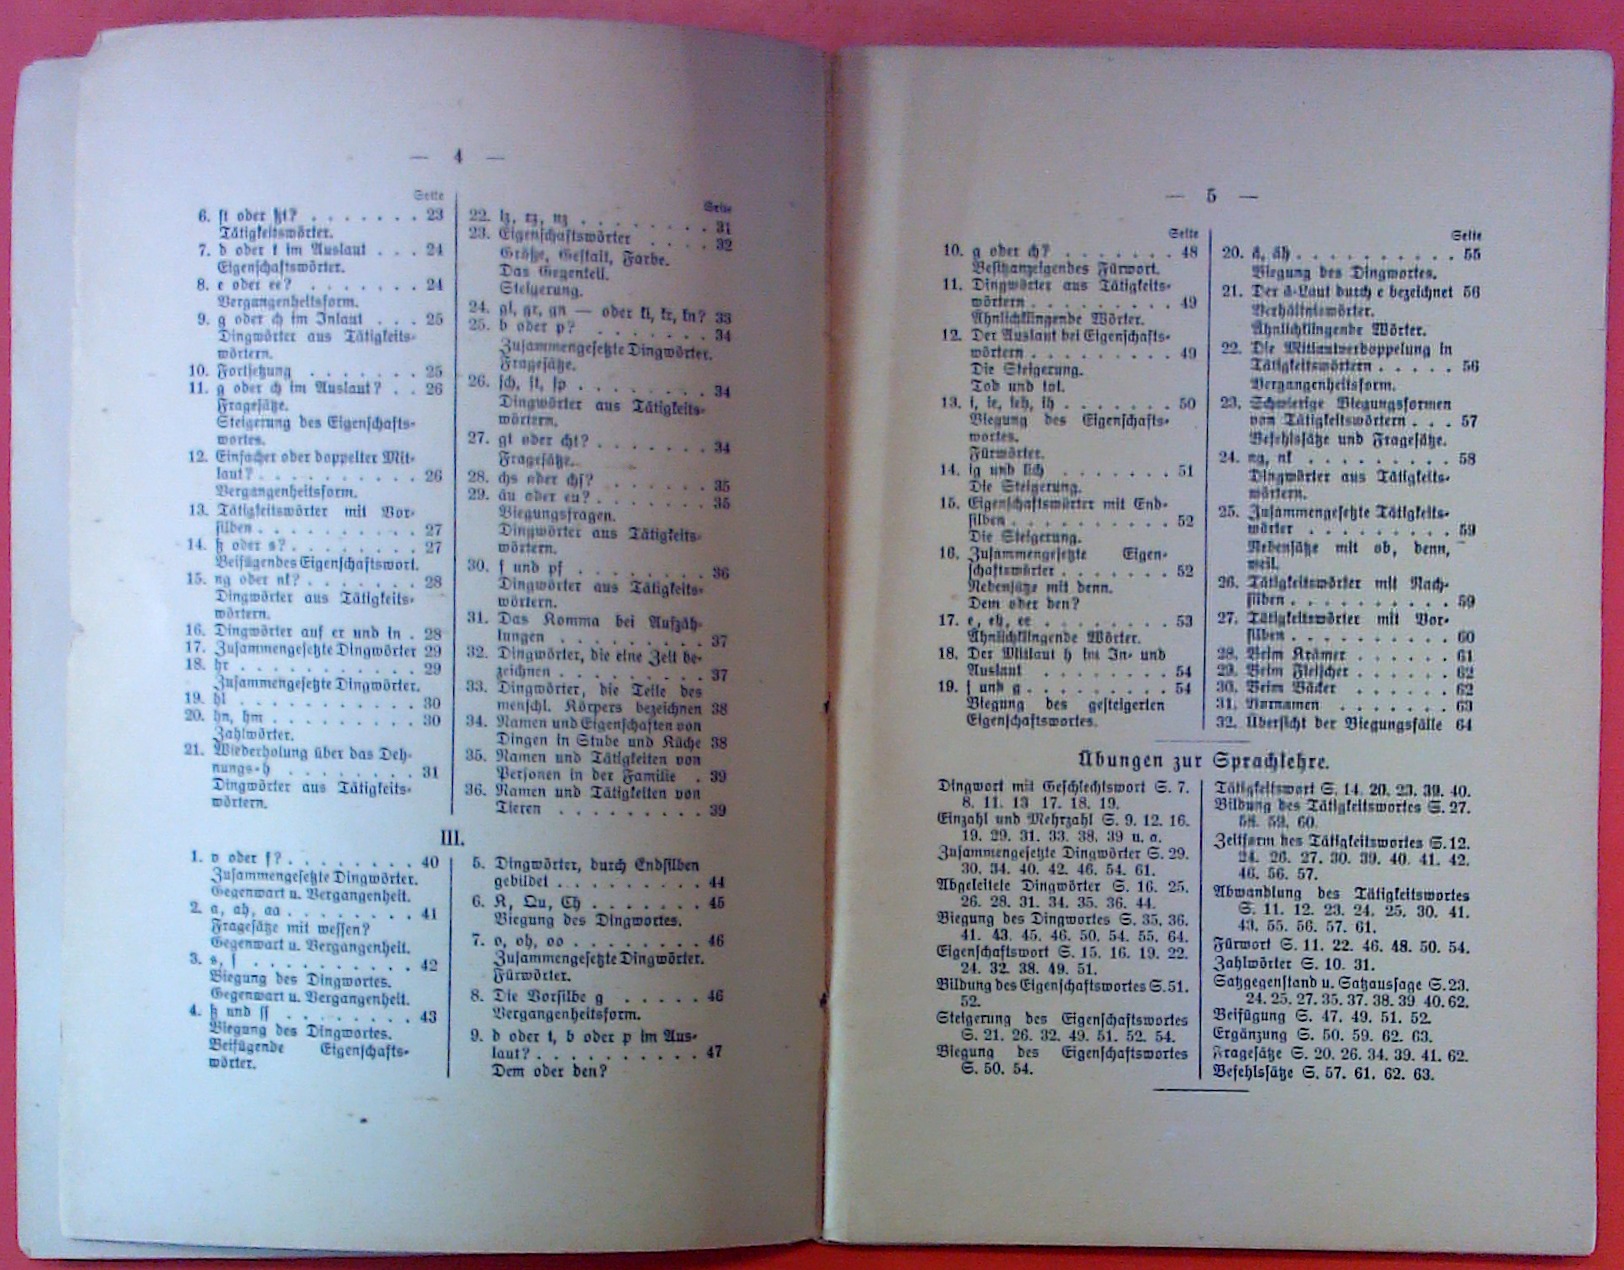 — 4 —
Seite
6. st oder ßt? . . . . . . . 23
Tätigkeitswörter.
7. d oder t im Auslaut . . . 24
Eigenschaftswörter.
8. e oder ee? . . . . . . . 24
Vergangenheitsform.
9. g oder ch im Inlaut . . . 25
Dingwörter aus Tätigkeits-
wörtern.
10. Fortsetzung . . . . . . . 25
11. g oder ch im Auslaut? . . 26
Fragesätze.
Steigerung des Eigenschafts-
wortes.
12. Einfacher oder doppelter Mit-
laut? . . . . . . . . . . 26
Vergangenheitsform.
13. Tätigkeitswörter mit Vor-
silben . . . . . . . . . . 27
14. ß oder s? . . . . . . . . 27
Beifügendes Eigenschaftswort.
15. ng oder nk? . . . . . . . 28
Dingwörter aus Tätigkeits-
wörtern.
16. Dingwörter auf er und in . 28
17. Zusammengesetzte Dingwörter 29
18. hr . . . . . . . . . . . 29
Zusammengesetzte Dingwörter.
19. hl . . . . . . . . . . . 30
20. hn, hm . . . . . . . . . 30
Zahlwörter.
21. Wiederholung über das Deh-
nungs-h . . . . . . . . 31
Dingwörter aus Tätigkeits-
wörtern.
Seite
22. lz, rz, nz . . . . . . . . 31
23. Eigenschaftswörter . . . . 32
Größe, Gestalt, Farbe.
Das Gegenteil.
Steigerung.
24. gl, gr, gn — oder kl, kr, kn? 33
25. b oder p? . . . . . . . . 34
Zusammengesetzte Dingwörter.
Fragesätze.
26. sch, st, sp . . . . . . . . 34
Dingwörter aus Tätigkeits-
wörtern.
27. gt oder cht? . . . . . . . 34
Fragesätze.
28. chs oder chs? . . . . . . 35
29. äu oder eu? . . . . . . . 35
Biegungsfragen.
Dingwörter aus Tätigkeits-
wörtern.
30. f und pf . . . . . . . . 36
Dingwörter aus Tätigkeits-
wörtern.
31. Das Komma bei Aufzäh-
lungen . . . . . . . . . 37
32. Dingwörter, die eine Zeit be-
zeichnen . . . . . . . . . 37
33. Dingwörter, die Teile des
menschl. Körpers bezeichnen 38
34. Namen und Eigenschaften von
Dingen in Stube und Küche 38
35. Namen und Tätigkeiten von
Personen in der Familie . 39
36. Namen und Tätigkeiten von
Tieren . . . . . . . . . 39
III.
1. v oder f? . . . . . . . . 40
Zusammengesetzte Dingwörter.
Gegenwart u. Vergangenheit.
2. a, ah, aa . . . . . . . . 41
Fragesätze mit wessen?
Gegenwart u. Vergangenheit.
3. s, ſ . . . . . . . . . . 42
Biegung des Dingwortes.
Gegenwart u. Vergangenheit.
4. ß und ss . . . . . . . . 43
Biegung des Dingwortes.
Beifügende Eigenschafts-
wörter.
5. Dingwörter, durch Endsilben
gebildet . . . . . . . . . 44
6. K, Qu, Ch . . . . . . . . 45
Biegung des Dingwortes.
7. o, oh, oo . . . . . . . . 46
Zusammengesetzte Dingwörter.
Fürwörter.
8. Die Vorsilbe g . . . . . 46
Vergangenheitsform.
9. d oder t, b oder p im Aus-
laut? . . . . . . . . . . 47
Dem oder den?
— 5 —
Seite
10. g oder ch? . . . . . . . 48
Besitzanzeigendes Fürwort.
11. Dingwörter aus Tätigkeits-
wörtern . . . . . . . . . 49
Ähnlichklingende Wörter.
12. Der Auslaut bei Eigenschafts-
wörtern . . . . . . . . . 49
Die Steigerung.
Tod und tot.
13. i, ie, ieh, ih . . . . . . . 50
Biegung des Eigenschafts-
wortes.
Fürwörter.
14. ig und lich . . . . . . . 51
Die Steigerung.
15. Eigenschaftswörter mit End-
silben . . . . . . . . . . 52
Die Steigerung.
16. Zusammengesetzte Eigen-
schaftswörter . . . . . . . 52
Nebensätze mit denn.
Dem oder den?
17. e, eh, ee . . . . . . . . 53
Ähnlichklingende Wörter.
18. Der Mitlaut h im In- und
Auslaut . . . . . . . . 54
19. j und g . . . . . . . . . 54
Biegung des gesteigerten
Eigenschaftswortes.
Seite
20. ä, äh . . . . . . . . . . 55
Biegung des Dingwortes.
21. Der ä-Laut durch e bezeichnet 56
Verhältniswörter.
Ähnlichklingende Wörter.
22. Die Mitlautverdoppelung in
Tätigkeitswörtern . . . . . 56
Vergangenheitsform.
23. Schwierige Biegungsformen
von Tätigkeitswörtern . . . 57
Befehlssätze und Fragesätze.
24. ng, nk . . . . . . . . . 58
Dingwörter aus Tätigkeits-
wörtern.
25. Zusammengesetzte Tätigkeits-
wörter . . . . . . . . . 59
Nebensätze mit ob, denn,
weil.
26. Tätigkeitswörter mit Nach-
silben . . . . . . . . . . 59
27. Tätigkeitswörter mit Vor-
silben . . . . . . . . . . 60
28. Beim Krämer . . . . . . 61
29. Beim Fleischer . . . . . . 62
30. Beim Bäcker . . . . . . 62
31. Vornamen . . . . . . . 63
32. Übersicht der Biegungsfälle 64
Übungen zur Sprachlehre.
Dingwort mit Geschlechtswort S. 7.
8. 11. 13 17. 18. 19.
Einzahl und Mehrzahl S. 9. 12. 16.
19. 29. 31. 33. 38. 39 u. a.
Zusammengesetzte Dingwörter S. 29.
30. 34. 40. 42. 46. 54. 61.
Abgeleitete Dingwörter S. 16. 25.
26. 28. 31. 34. 35. 36. 44.
Biegung des Dingwortes S. 35. 36.
41. 43. 45. 46. 50. 54. 55. 64.
Eigenschaftswort S. 15. 16. 19. 22.
24. 32. 38. 49. 51.
Bildung des Eigenschaftswortes S. 51.
52.
Steigerung des Eigenschaftswortes
S. 21. 26. 32. 49. 51. 52. 54.
Biegung des Eigenschaftswortes
S. 50. 54.
Tätigkeitswort S. 14. 20. 23. 39. 40.
Bildung des Tätigkeitswortes S. 27.
58. 59. 60.
Zeitform des Tätigkeitswortes S. 12.
24. 26. 27. 30. 39. 40. 41. 42.
46. 56. 57.
Abwandlung des Tätigkeitswortes
S. 11. 12. 23. 24. 25. 30. 41.
43. 55. 56. 57. 61.
Fürwort S. 11. 22. 46. 48. 50. 54.
Zahlwörter S. 10. 31.
Satzgegenstand u. Satzaussage S. 23.
24. 25. 27. 35. 37. 38. 39. 40. 62.
Beifügung S. 47. 49. 51. 52.
Ergänzung S. 50. 59. 62. 63.
Fragesätze S. 20. 26. 34. 39. 41. 62.
Befehlssätze S. 57. 61. 62. 63.